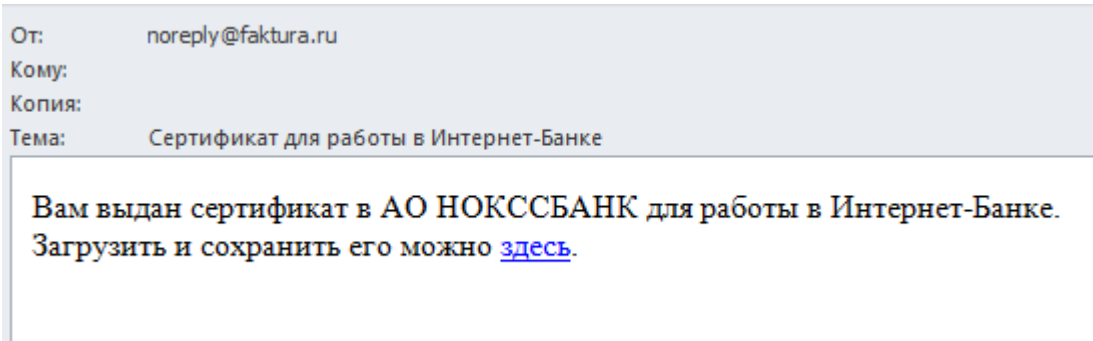 От: noreply@faktura.ru
Кому:
Копия:
Тема: Сертификат для работы в Интернет-Банке
Вам выдан сертификат в АО НОКССБАНК для работы в Интернет-Банке.
Загрузить и сохранить его можно здесь.